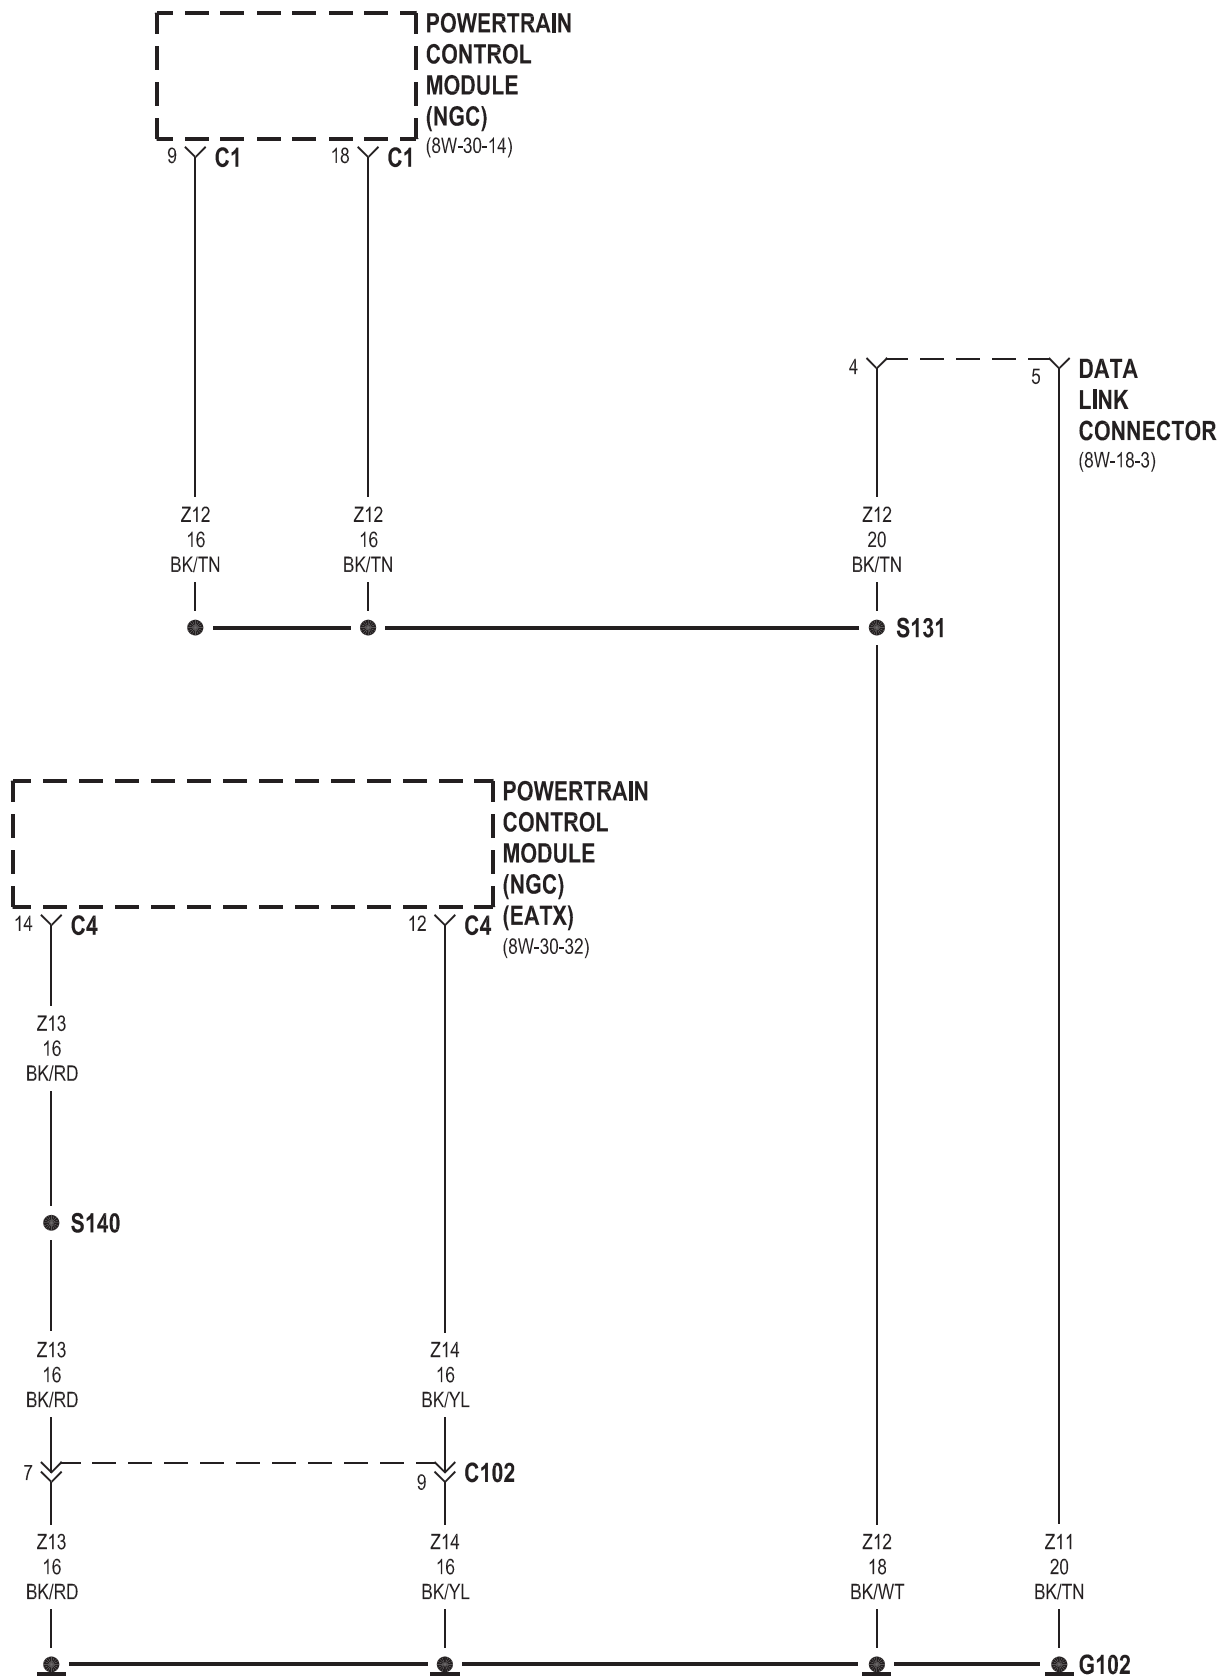 POWERTRAIN
CONTROL
MODULE
(NGC)
(8W-30-14)
9 C1 18 C1
4 5 DATA
LINK
CONNECTOR
(8W-18-3)
Z12 Z12 Z12
16 16 20
BK/TN BK/TN BK/TN
S131
POWERTRAIN
CONTROL
MODULE
(NGC)
(EATX)
(8W-30-32)
14 C4 12 C4
Z13
16
BK/RD
S140
Z13 Z14
16 16
BK/RD BK/YL
7 9 C102
Z13 Z14 Z12 Z11
16 16 18 20
BK/RD BK/YL BK/WT BK/TN
G102